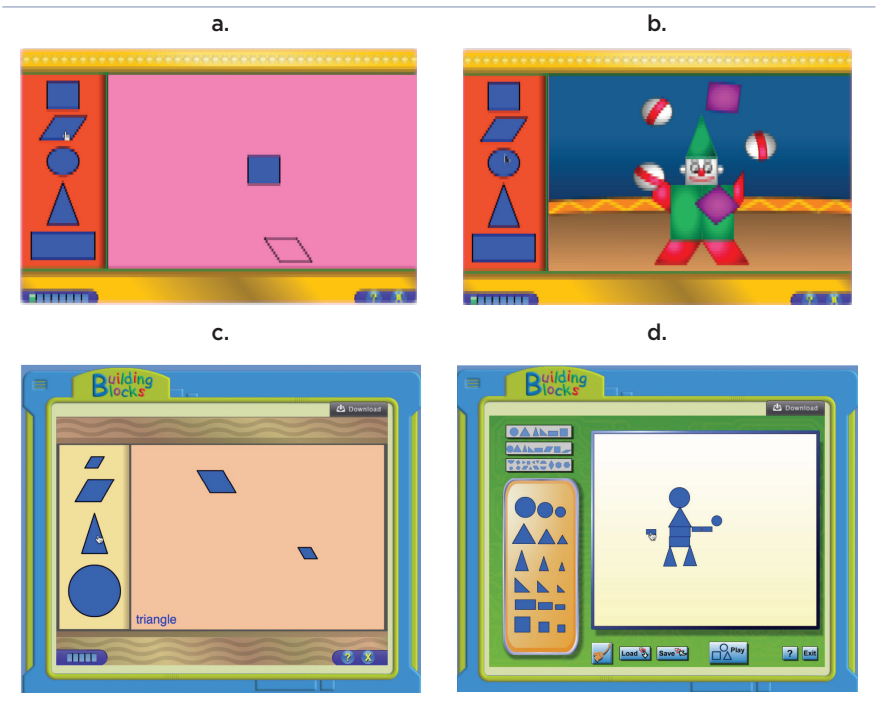 a.
b.
? X
? X
c.
d.
Building
Blocks
Download
triangle
? X
Building
Blocks
Download
Load
Save
Play
?
Exit